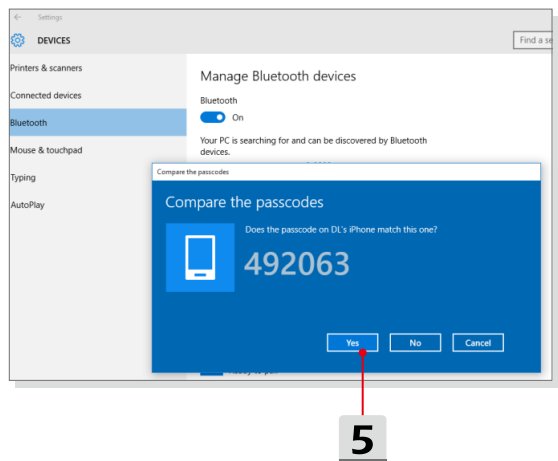 ← Settings
DEVICES
Find a se
Printers & scanners
Connected devices
Bluetooth
Mouse & touchpad
Typing
AutoPlay
Manage Bluetooth devices
Bluetooth
On
Your PC is searching for and can be discovered by Bluetooth
devices.
Compare the passcodes
Compare the passcodes
Does the passcode on DL's iPhone match this one?
492063
Yes No Cancel
5